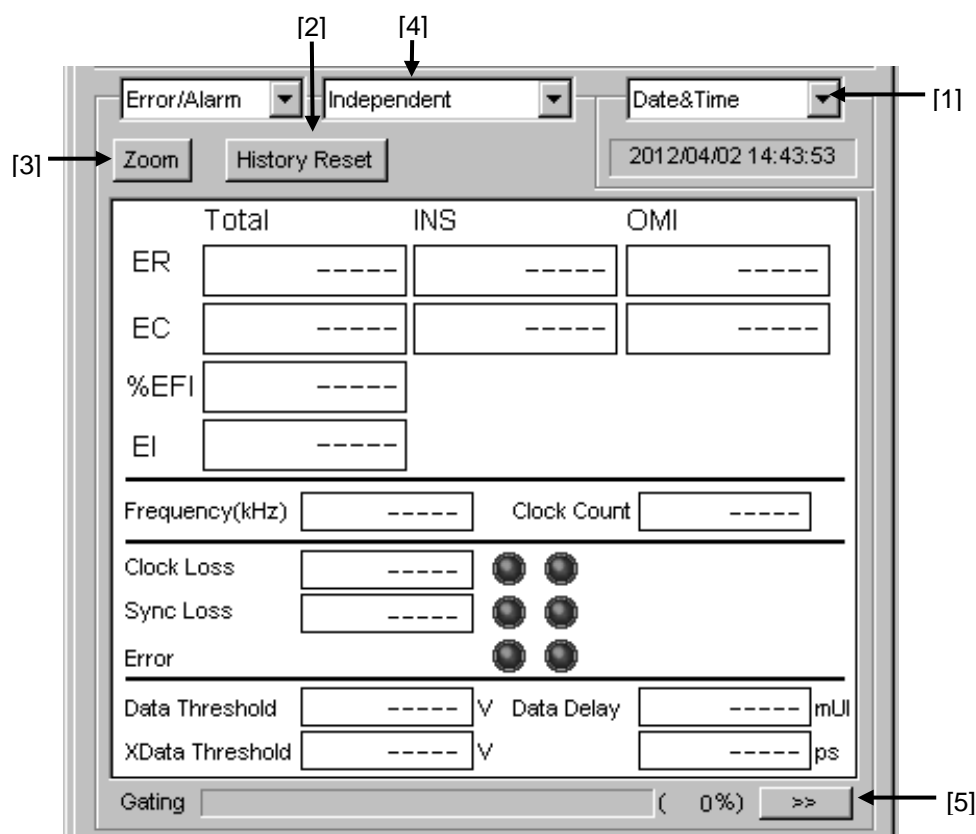 [2] [4]
Error/Alarm Independent Date&Time [1]
[3] Zoom History Reset 2012/04/02 14:43:53
Total INS OMI
ER ----- ----- -----
EC ----- ----- -----
%EFI -----
EI -----
Frequency(kHz) ----- Clock Count -----
Clock Loss -----
Sync Loss -----
Error
Data Threshold ----- V Data Delay ----- mUI
XData Threshold ----- V ----- ps
Gating ( 0%) >> [5]